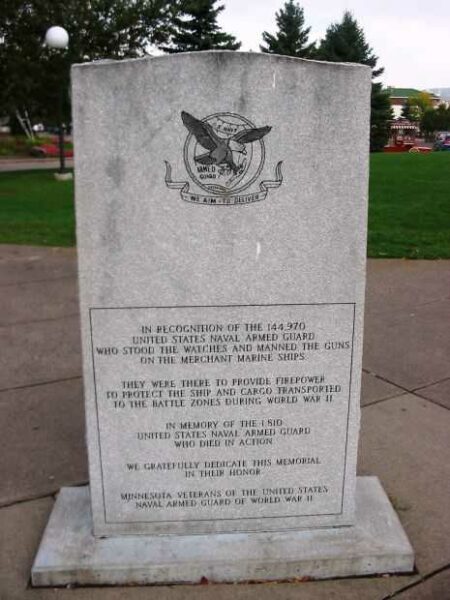 ARMED
GUARD
WE AIM - TO DELIVER
IN RECOGNITION OF THE 144,970
UNITED STATES NAVAL ARMED GUARD
WHO STOOD THE WATCHES AND MANNED THE GUNS
ON THE MERCHANT MARINE SHIPS
THEY WERE THERE TO PROVIDE FIREPOWER
TO PROTECT THE SHIP AND CARGO TRANSPORTED
TO THE BATTLE ZONES DURING WORLD WAR II.
IN MEMORY OF THE 1,810
UNITED STATES NAVAL ARMED GUARD
WHO DIED IN ACTION
WE GRATEFULLY DEDICATE THIS MEMORIAL
IN THEIR HONOR
MINNESOTA VETERANS OF THE UNITED STATES
NAVAL ARMED GUARD OF WORLD WAR II